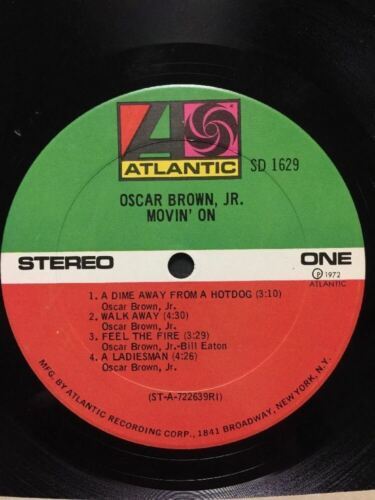 ATLANTIC
SD 1629
OSCAR BROWN, JR.
MOVIN' ON
STEREO
ONE
Ⓟ 1972
ATLANTIC
1. A DIME AWAY FROM A HOTDOG (3:10)
Oscar Brown, Jr.
2. WALK AWAY (4:30)
Oscar Brown, Jr.
3. FEEL THE FIRE (3:29)
Oscar Brown, Jr.-Bill Eaton
4. A LADIESMAN (4:26)
Oscar Brown, Jr.
(ST-A-722639RI)
MFG. BY ATLANTIC RECORDING CORP., 1841 BROADWAY, NEW YORK, N.Y.